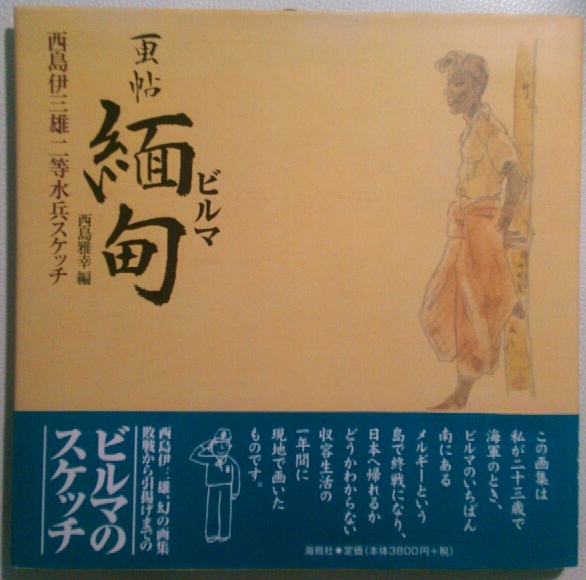 画帖
緬甸
ビルマ
西島伊三雄 二等水兵スケッチ
西島雅幸 編
この画集は
私が二十三歳で
海軍のとき、
ビルマのいちばん
南にある
メルギーという
島で終戦になり、
日本へ帰れるか
どうかわからない
収容生活の
一年間に
現地で画いた
ものです。
西島伊三雄、幻の画集
敗戦から引揚げまでの
ビルマの
スケッチ
海鳥社●定価(本体3800円+税)